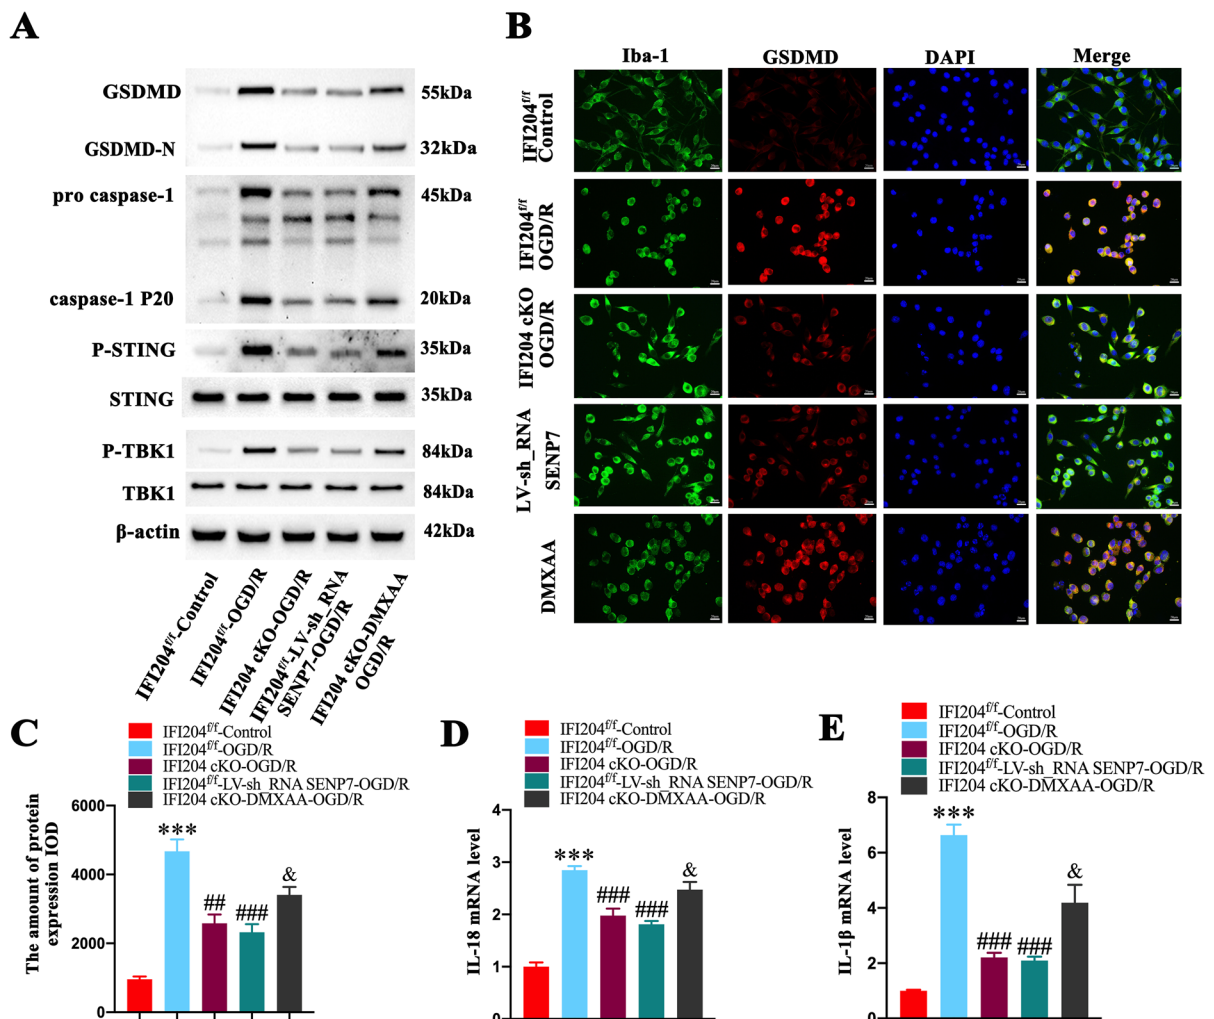 A
GSDMD
55kDa
GSDMD-N
32kDa
pro caspase-1
45kDa
caspase-1 P20
20kDa
P-STING
35kDa
STING
35kDa
P-TBK1
84kDa
TBK1
84kDa
β-actin
42kDa
IFI204f/f-Control
IFI204f/f-OGD/R
IFI204 cKO-OGD/R
IFI204f/f-LV-sh_RNA
SENP7-OGD/R
IFI204 cKO-DMXAA
OGD/R
B
Iba-1
GSDMD
DAPI
Merge
IFI204f/f
Control
IFI204f/f
OGD/R
IFI204 cKO
OGD/R
LV-sh_RNA
SENP7
DMXAA
C
IFI204f/f-Control
IFI204f/f-OGD/R
IFI204 cKO-OGD/R
IFI204f/f-LV-sh_RNA SENP7-OGD/R
IFI204 cKO-DMXAA-OGD/R
The amount of protein
expression IOD
6000
4000
2000
0
***
##
###
&
D
IFI204f/f-Control
IFI204f/f-OGD/R
IFI204 cKO-OGD/R
IFI204f/f-LV-sh_RNA SENP7-OGD/R
IFI204 cKO-DMXAA-OGD/R
IL-18 mRNA level
4
3
2
1
0
***
###
###
&
E
IFI204f/f-Control
IFI204f/f-OGD/R
IFI204 cKO-OGD/R
IFI204f/f-LV-sh_RNA SENP7-OGD/R
IFI204 cKO-DMXAA-OGD/R
IL-1β mRNA level
8
6
4
2
0
***
###
###
&